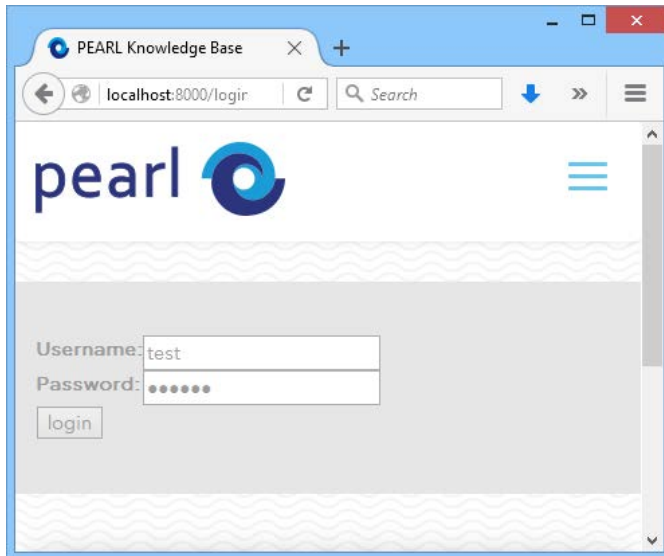 PEARL Knowledge Base
localhost:8000/login
Search
pearl
Username: test
Password: ••••••
login